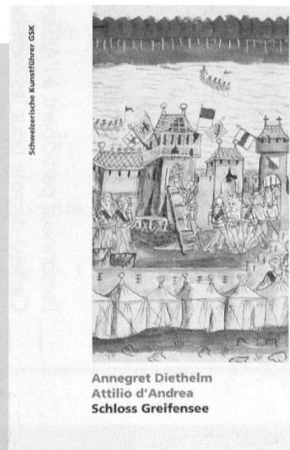 Schweizerische Kunstführer GSK
Annegret Diethelm
Attilio d'Andrea
Schloss Greifensee